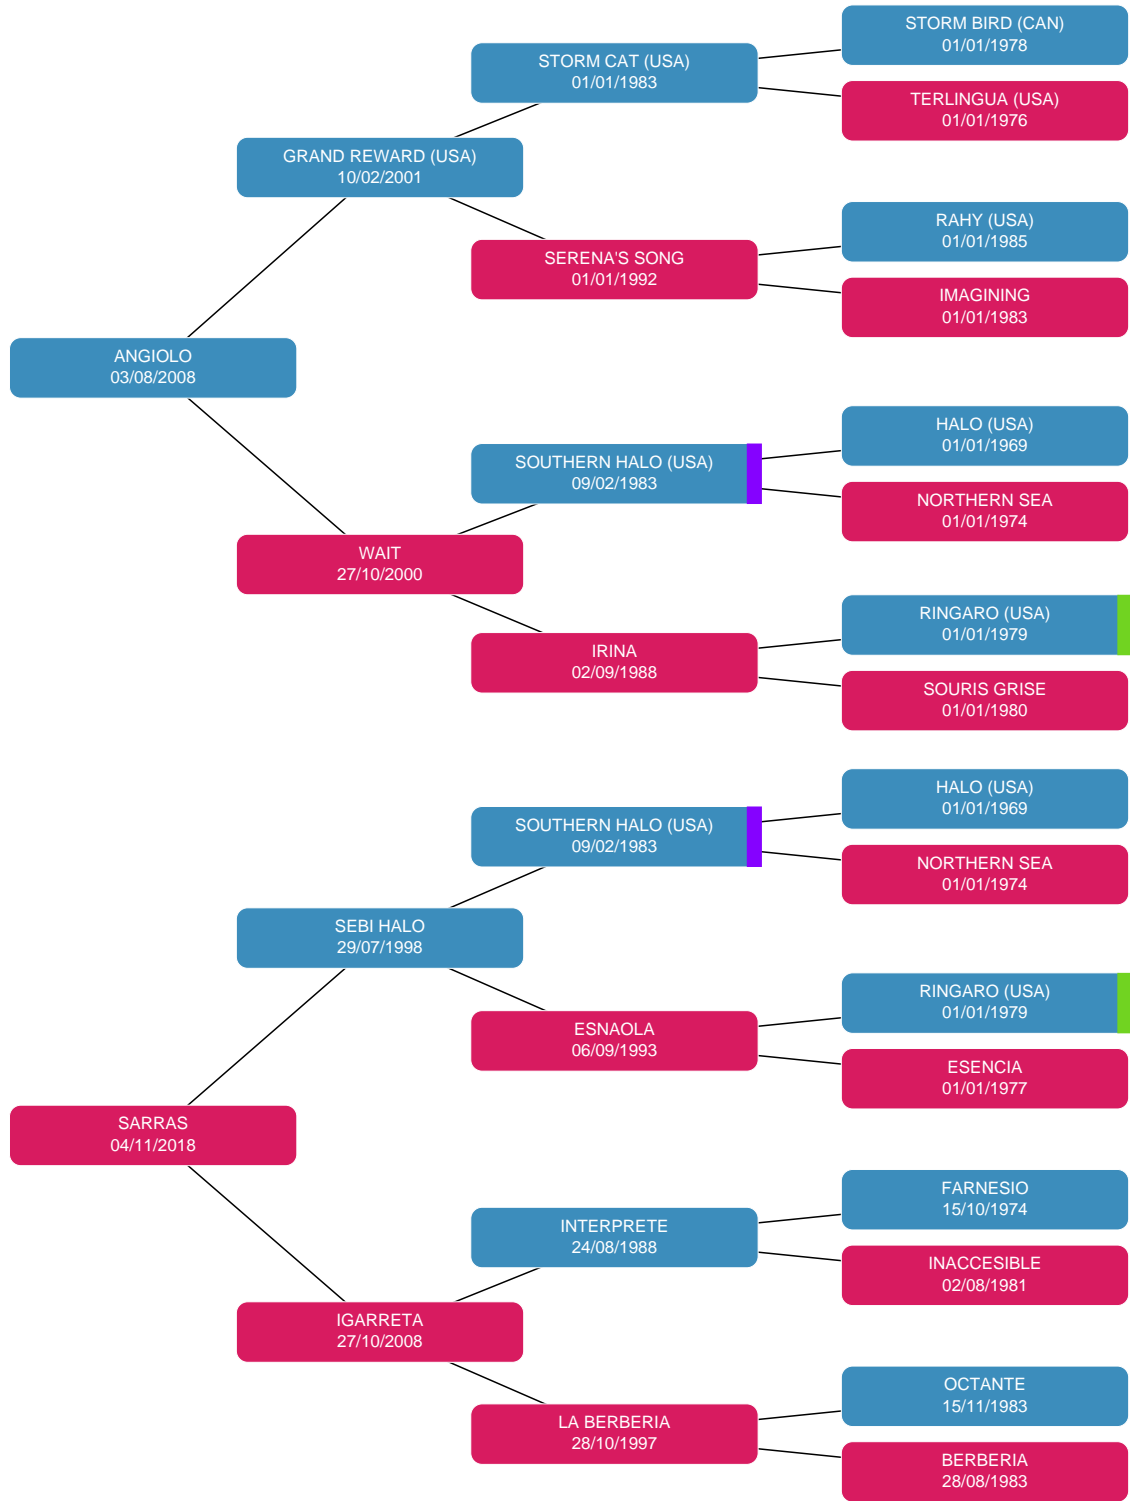 STORM BIRD (CAN)
01/01/1978
STORM CAT (USA)
01/01/1983
TERLINGUA (USA)
01/01/1976
GRAND REWARD (USA)
10/02/2001
RAHY (USA)
01/01/1985
SERENA'S SONG
01/01/1992
IMAGINING
01/01/1983
ANGIOLO
03/08/2008
HALO (USA)
01/01/1969
SOUTHERN HALO (USA)
09/02/1983
NORTHERN SEA
01/01/1974
WAIT
27/10/2000
RINGARO (USA)
01/01/1979
IRINA
02/09/1988
SOURIS GRISE
01/01/1980
HALO (USA)
01/01/1969
SOUTHERN HALO (USA)
09/02/1983
NORTHERN SEA
01/01/1974
SEBI HALO
29/07/1998
RINGARO (USA)
01/01/1979
ESNAOLA
06/09/1993
ESENCIA
01/01/1977
SARRAS
04/11/2018
FARNESIO
15/10/1974
INTERPRETE
24/08/1988
INACCESIBLE
02/08/1981
IGARRETA
27/10/2008
OCTANTE
15/11/1983
LA BERBERIA
28/10/1997
BERBERIA
28/08/1983